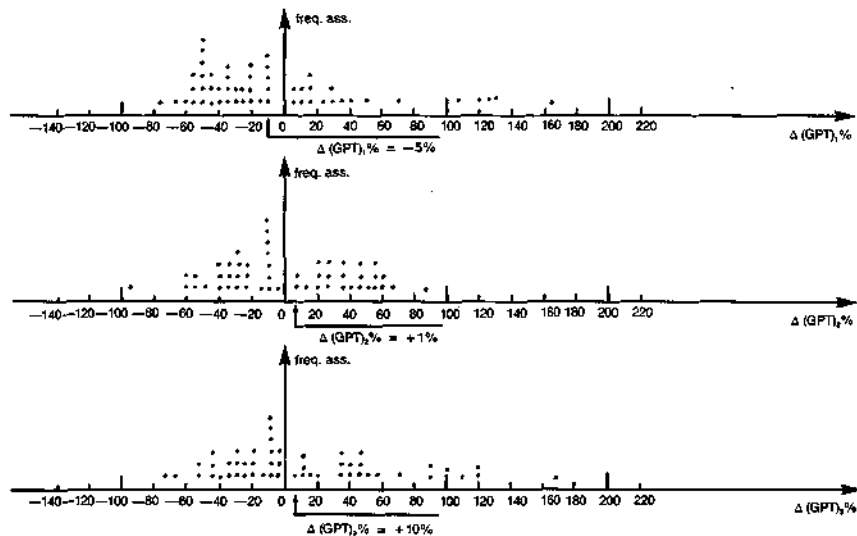 freq. ass.
—140 —120 —100 —80 —60 —40 —20 0 20 40 60 80 100 120 140 160 180 200 220
Δ (GPT)₁%
Δ (GPT)₁% = —5%
freq. ass.
—140 —120 —100 —80 —60 —40 —20 0 20 40 60 80 100 120 140 160 180 200 220
Δ (GPT)₂%
Δ (GPT)₂% = +1%
freq. ass.
—140 —120 —100 —80 —60 —40 —20 0 20 40 60 80 100 120 140 160 180 200 220
Δ (GPT)₃%
Δ (GPT)₃% = +10%